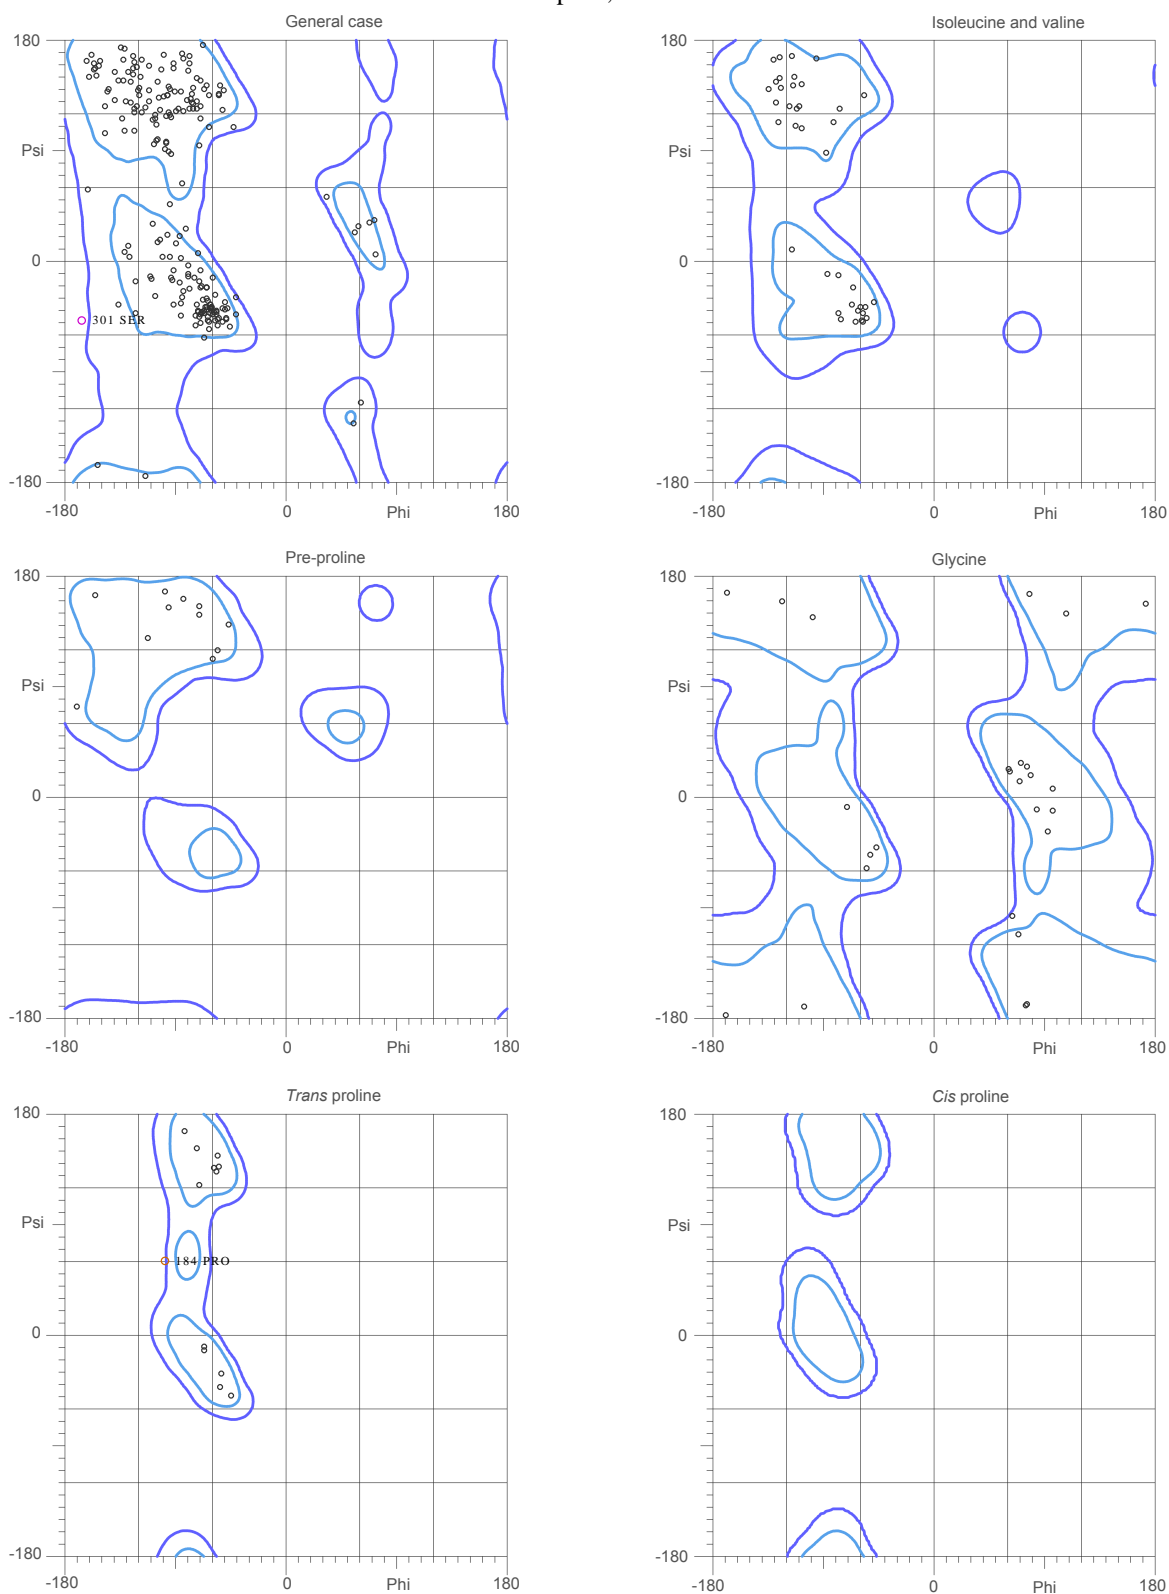 General case
Isoleucine and valine
180
180
Psi
Psi
0
0
301 SER
-180
-180
-180
0
Phi
180
-180
0
Phi
180
Pre-proline
Glycine
180
180
Psi
Psi
0
0
-180
-180
-180
0
Phi
180
-180
0
Phi
180
Trans proline
Cis proline
180
180
Psi
Psi
184 PRO
0
0
-180
-180
-180
0
Phi
180
-180
0
Phi
180